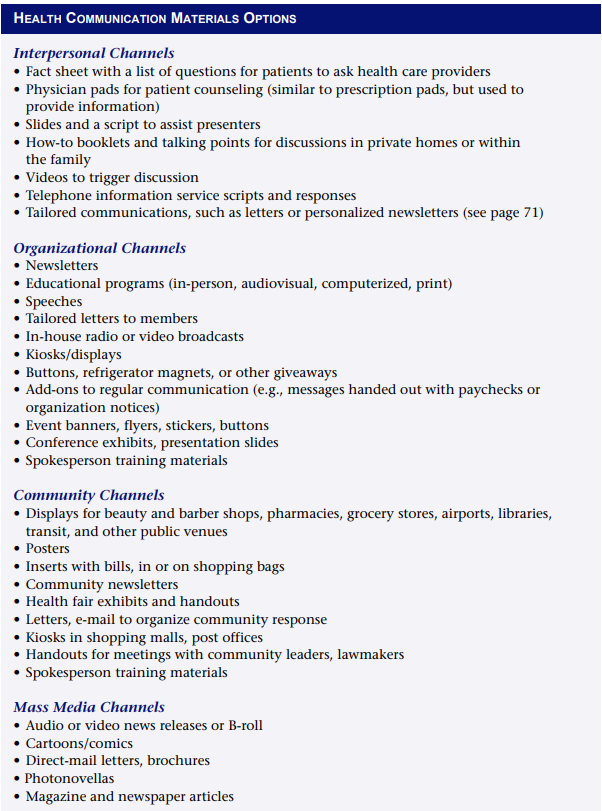 HEALTH COMMUNICATION MATERIALS OPTIONS
Interpersonal Channels
• Fact sheet with a list of questions for patients to ask health care providers
• Physician pads for patient counseling (similar to prescription pads, but used to
provide information)
• Slides and a script to assist presenters
• How-to booklets and talking points for discussions in private homes or within
the family
• Videos to trigger discussion
• Telephone information service scripts and responses
• Tailored communications, such as letters or personalized newsletters (see page 71)
Organizational Channels
• Newsletters
• Educational programs (in-person, audiovisual, computerized, print)
• Speeches
• Tailored letters to members
• In-house radio or video broadcasts
• Kiosks/displays
• Buttons, refrigerator magnets, or other giveaways
• Add-ons to regular communication (e.g., messages handed out with paychecks or
organization notices)
• Event banners, flyers, stickers, buttons
• Conference exhibits, presentation slides
• Spokesperson training materials
Community Channels
• Displays for beauty and barber shops, pharmacies, grocery stores, airports, libraries,
transit, and other public venues
• Posters
• Inserts with bills, in or on shopping bags
• Community newsletters
• Health fair exhibits and handouts
• Letters, e-mail to organize community response
• Kiosks in shopping malls, post offices
• Handouts for meetings with community leaders, lawmakers
• Spokesperson training materials
Mass Media Channels
• Audio or video news releases or B-roll
• Cartoons/comics
• Direct-mail letters, brochures
• Photonovellas
• Magazine and newspaper articles